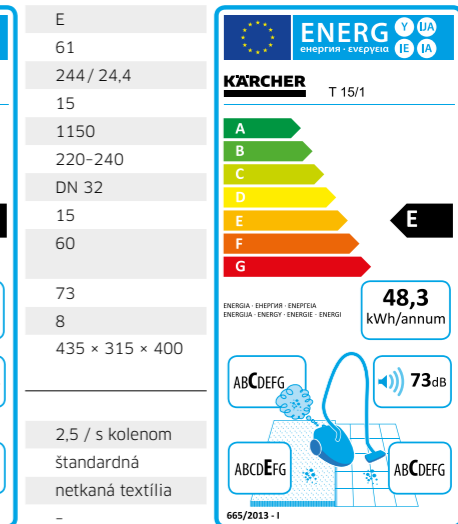 E
61
244 / 24,4
15
1150
220–240
DN 32
15
60
73
8
435 × 315 × 400
2,5 / s kolenom
štandardná
netkaná textília
–
ENERG Y IJA
енергия · ενεργεια IE IA
KÄRCHER
T 15/1
A
B
C
D
E
F
G
E
ENERGIA · ЕНЕРГИЯ · ΕΝΕΡΓΕΙΑ
ENERGIJA · ENERGY · ENERGIE · ENERGI
48,3
kWh/annum
ABCDEFG
73dB
ABCDEFG
ABCDEFG
665/2013 - I